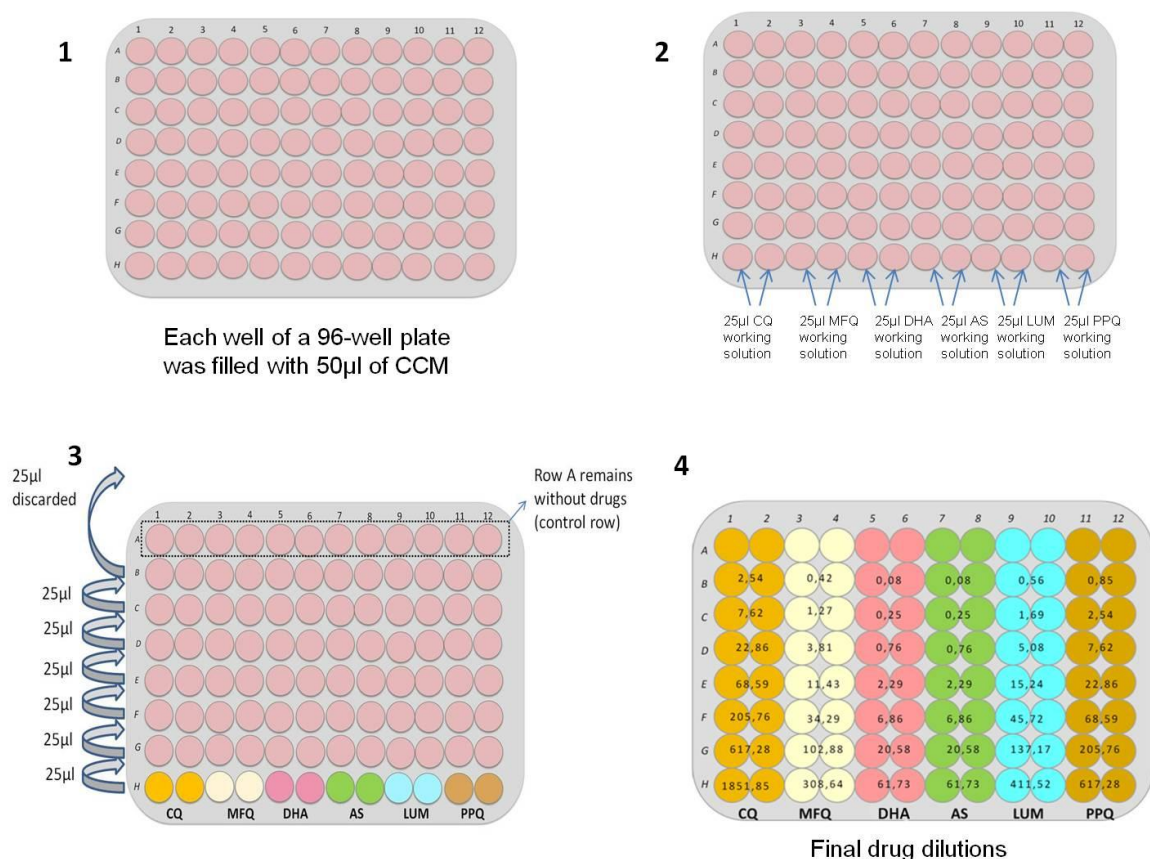 1
1 2 3 4 5 6 7 8 9 10 11 12
A
B
C
D
E
F
G
H
Each well of a 96-well plate
was filled with 50µl of CCM
2
1 2 3 4 5 6 7 8 9 10 11 12
A
B
C
D
E
F
G
H
25µl CQ
working
solution
25µl MFQ
working
solution
25µl DHA
working
solution
25µl AS
working
solution
25µl LUM
working
solution
25µl PPQ
working
solution
3
25µl
discarded
Row A remains
without drugs
(control row)
1 2 3 4 5 6 7 8 9 10 11 12
A
B
25µl
C
25µl
D
25µl
E
25µl
F
25µl
G
25µl
H
CQ MFQ DHA AS LUM PPQ
4
1 2 3 4 5 6 7 8 9 10 11 12
A
B 2,54 0,42 0,08 0,08 0,56 0,85
C 7,62 1,27 0,25 0,25 1,69 2,54
D 22,86 3,81 0,76 0,76 5,08 7,62
E 68,59 11,43 2,29 2,29 15,24 22,86
F 205,76 34,29 6,86 6,86 45,72 68,59
G 617,28 102,88 20,58 20,58 137,17 205,76
H 1851,85 308,64 61,73 61,73 411,52 617,28
CQ MFQ DHA AS LUM PPQ
Final drug dilutions